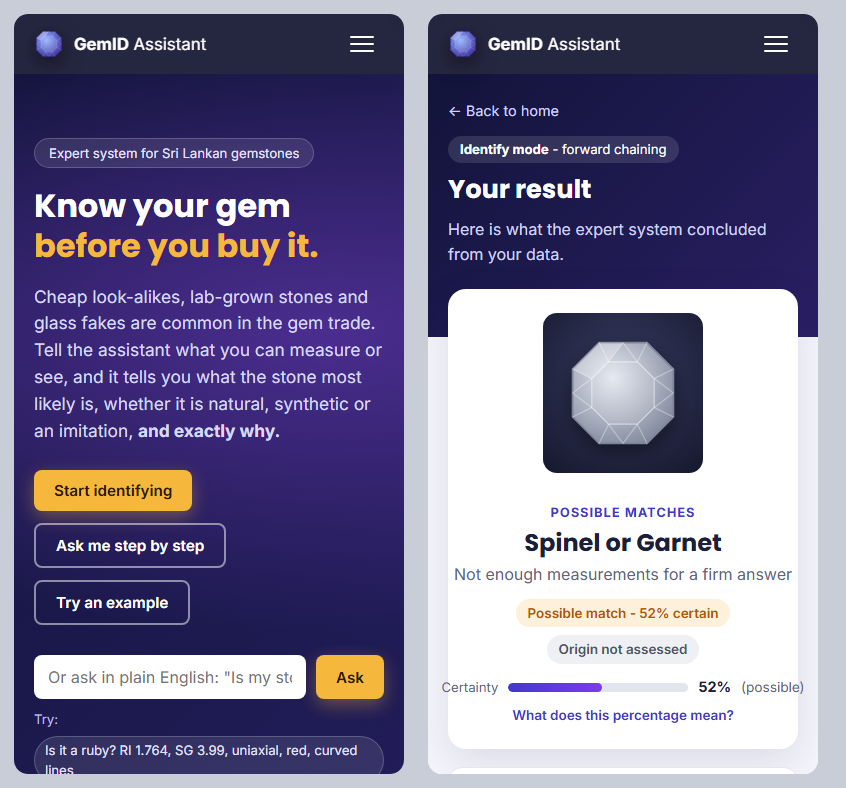 GemID Assistant
Expert system for Sri Lankan gemstones
Know your gem
before you buy it.
Cheap look-alikes, lab-grown stones and
glass fakes are common in the gem trade.
Tell the assistant what you can measure or
see, and it tells you what the stone most
likely is, whether it is natural, synthetic or
an imitation, and exactly why.
Start identifying
Ask me step by step
Try an example
Or ask in plain English: "Is my sto
Ask
Try:
Is it a ruby? RI 1.764, SG 3.99, uniaxial, red, curved
lines
GemID Assistant
← Back to home
Identify mode - forward chaining
Your result
Here is what the expert system concluded
from your data.
POSSIBLE MATCHES
Spinel or Garnet
Not enough measurements for a firm answer
Possible match - 52% certain
Origin not assessed
Certainty 52% (possible)
What does this percentage mean?